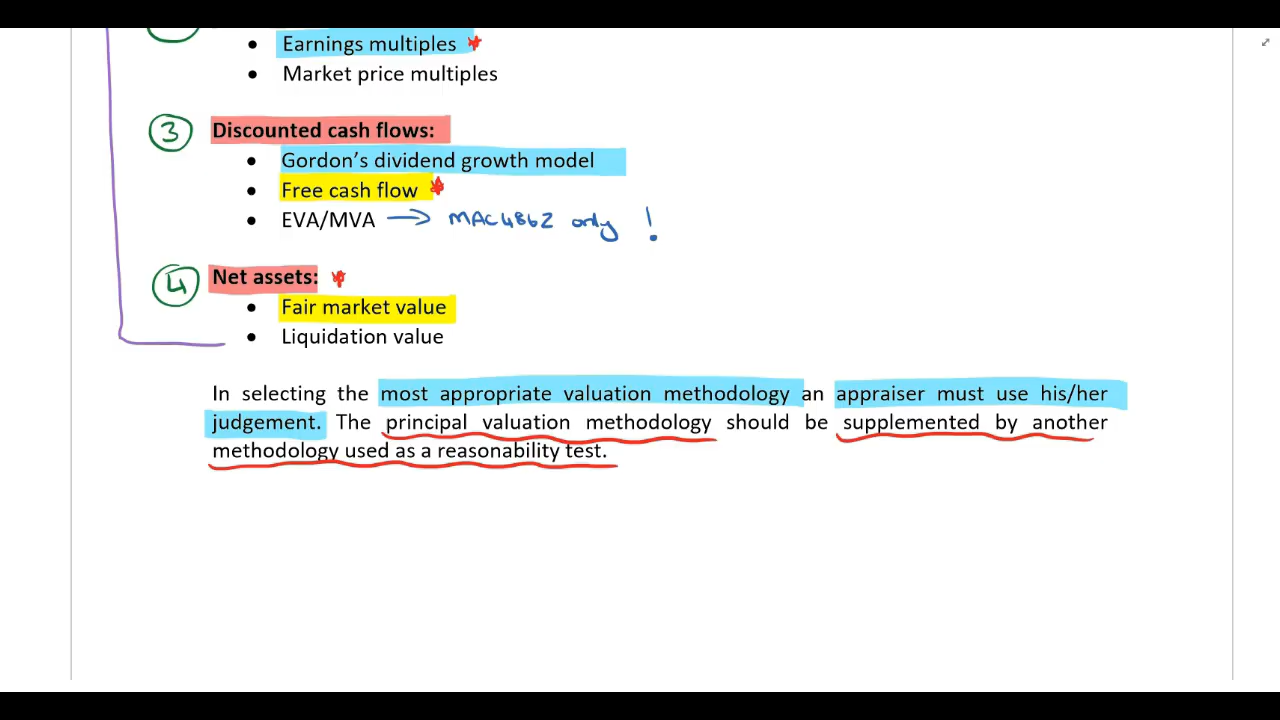 • Earnings multiples *
• Market price multiples
3 Discounted cash flows:
• Gordon's dividend growth model
• Free cash flow *
• EVA/MVA → MAC4862 only !
4 Net assets: *
• Fair market value
• Liquidation value
In selecting the most appropriate valuation methodology an appraiser must use his/her
judgement. The principal valuation methodology should be supplemented by another
methodology used as a reasonability test.